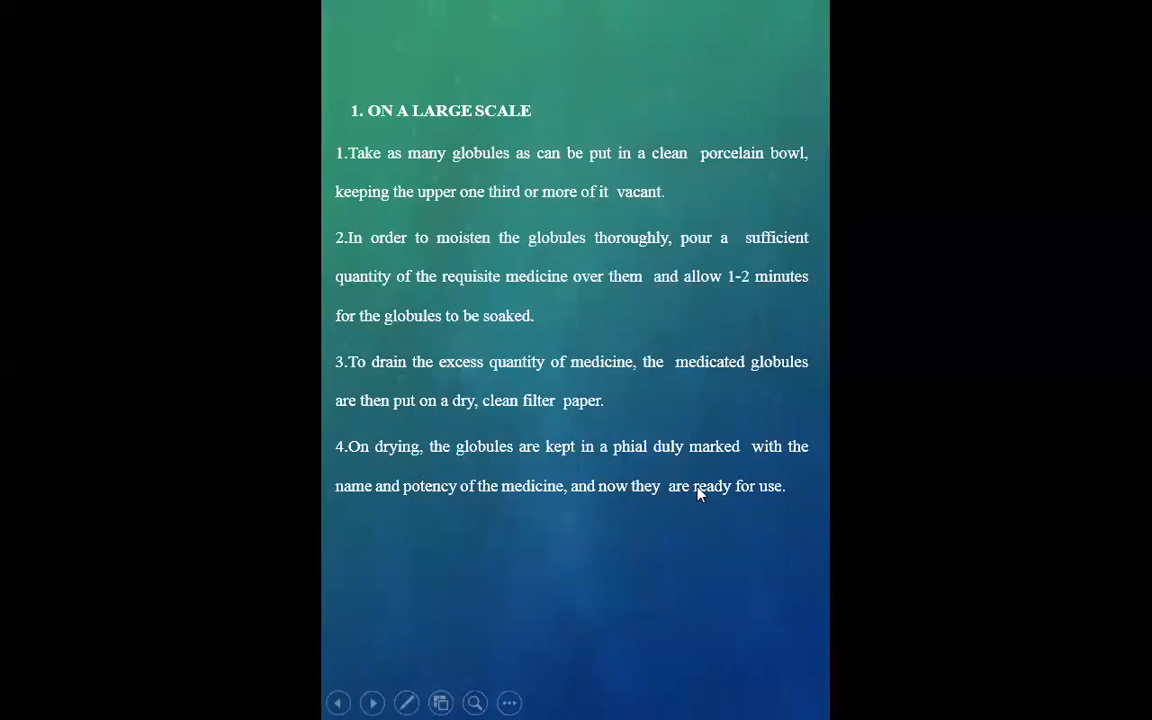 1. ON A LARGE SCALE
1.Take as many globules as can be put in a clean porcelain bowl,
keeping the upper one third or more of it vacant.
2.In order to moisten the globules thoroughly, pour a sufficient
quantity of the requisite medicine over them and allow 1-2 minutes
for the globules to be soaked.
3.To drain the excess quantity of medicine, the medicated globules
are then put on a dry, clean filter paper.
4.On drying, the globules are kept in a phial duly marked with the
name and potency of the medicine, and now they are ready for use.